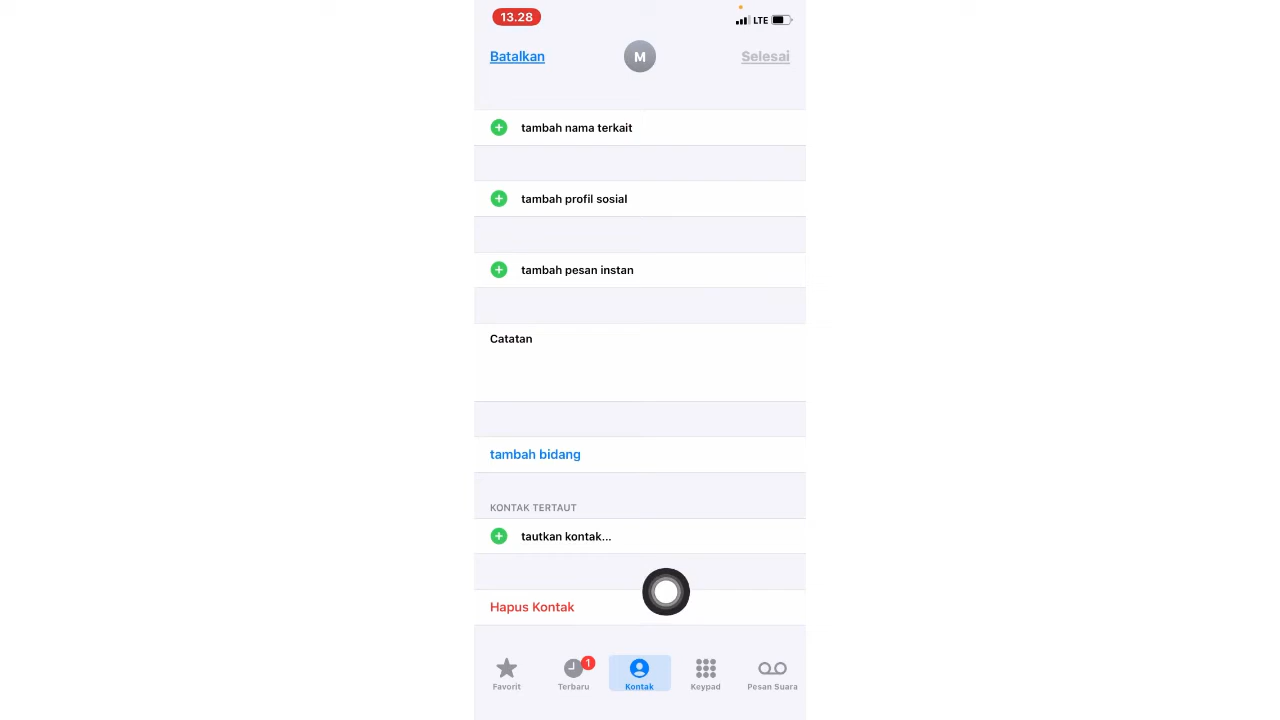 13.28
LTE
Batalkan
M
Selesai
tambah nama terkait
tambah profil sosial
tambah pesan instan
Catatan
tambah bidang
KONTAK TERTAUT
tautkan kontak...
Hapus Kontak
1
Favorit
Terbaru
Kontak
Keypad
Pesan Suara